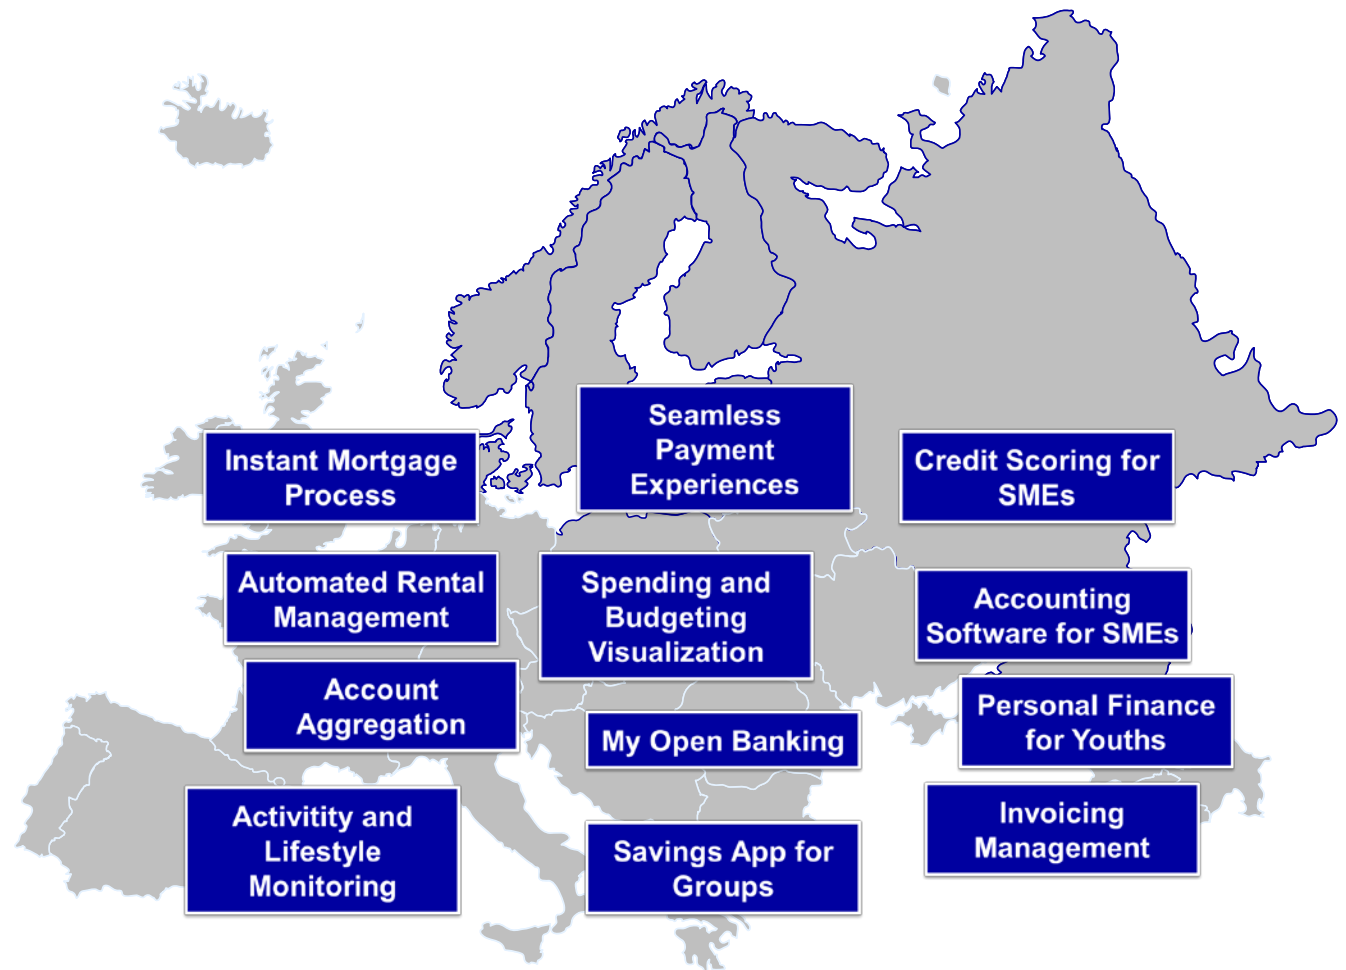 Seamless
Payment
Experiences
Instant Mortgage
Process
Credit Scoring for
SMEs
Automated Rental
Management
Spending and
Budgeting
Visualization
Accounting
Software for SMEs
Account
Aggregation
My Open Banking
Personal Finance
for Youths
Activitity and
Lifestyle
Monitoring
Savings App for
Groups
Invoicing
Management